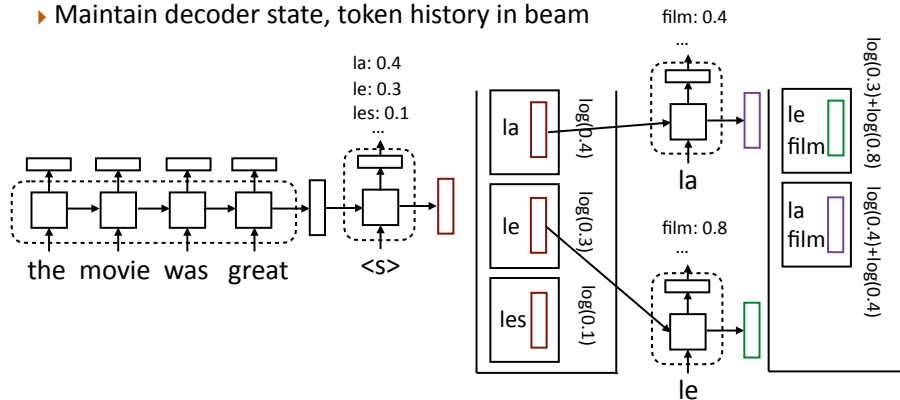 ▸ Maintain decoder state, token history in beam
la: 0.4
le: 0.3
les: 0.1
...
the movie was great
<s>
la
log(0.4)
le
log(0.3)
les
log(0.1)
film: 0.4
...
la
film: 0.8
...
le
le
film
log(0.3)+log(0.8)
la
film
log(0.4)+log(0.4)